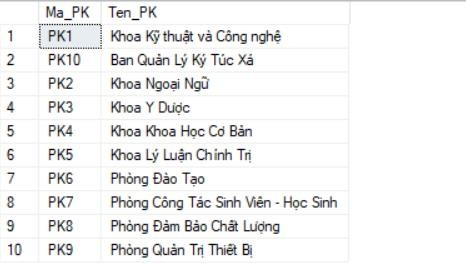 Ma_PK Ten_PK
1 PK1 Khoa Kỹ thuật và Công nghệ
2 PK10 Ban Quản Lý Ký Túc Xá
3 PK2 Khoa Ngoại Ngữ
4 PK3 Khoa Y Dược
5 PK4 Khoa Khoa Học Cơ Bản
6 PK5 Khoa Lý Luận Chính Trị
7 PK6 Phòng Đào Tạo
8 PK7 Phòng Công Tác Sinh Viên - Học Sinh
9 PK8 Phòng Đảm Bảo Chất Lượng
10 PK9 Phòng Quản Trị Thiết Bị